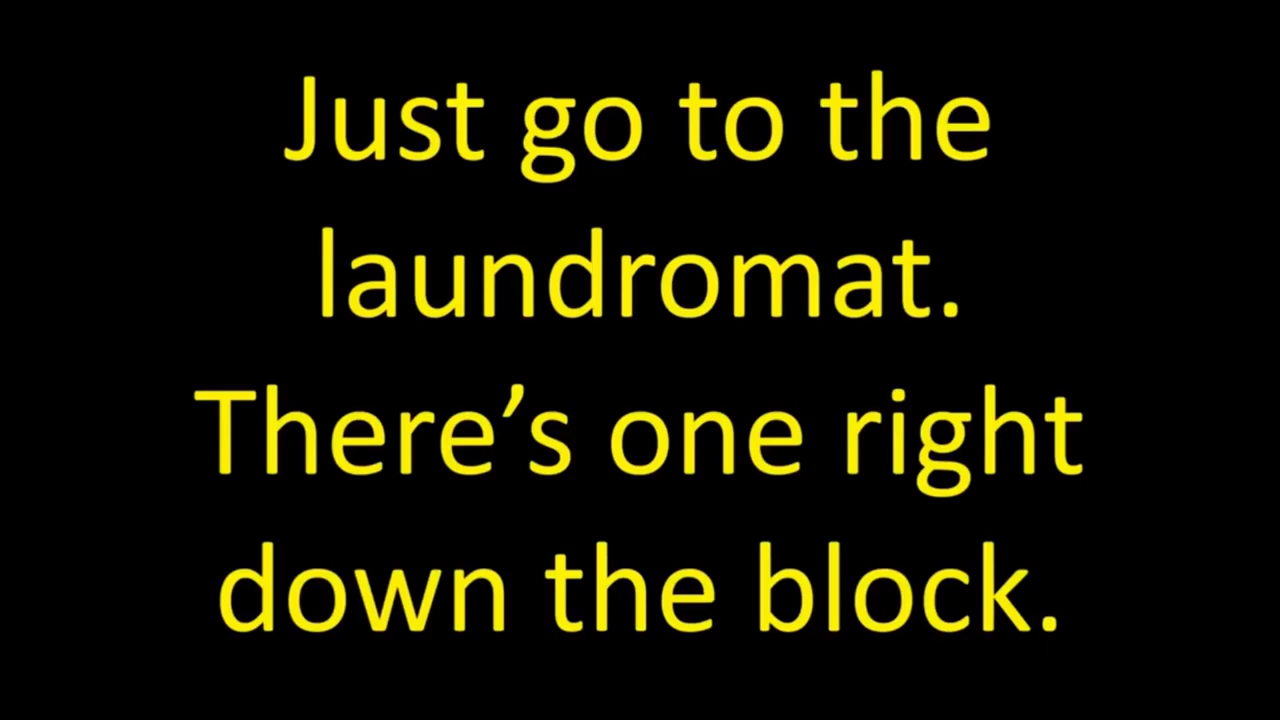 Just go to the
laundromat.
There’s one right
down the block.